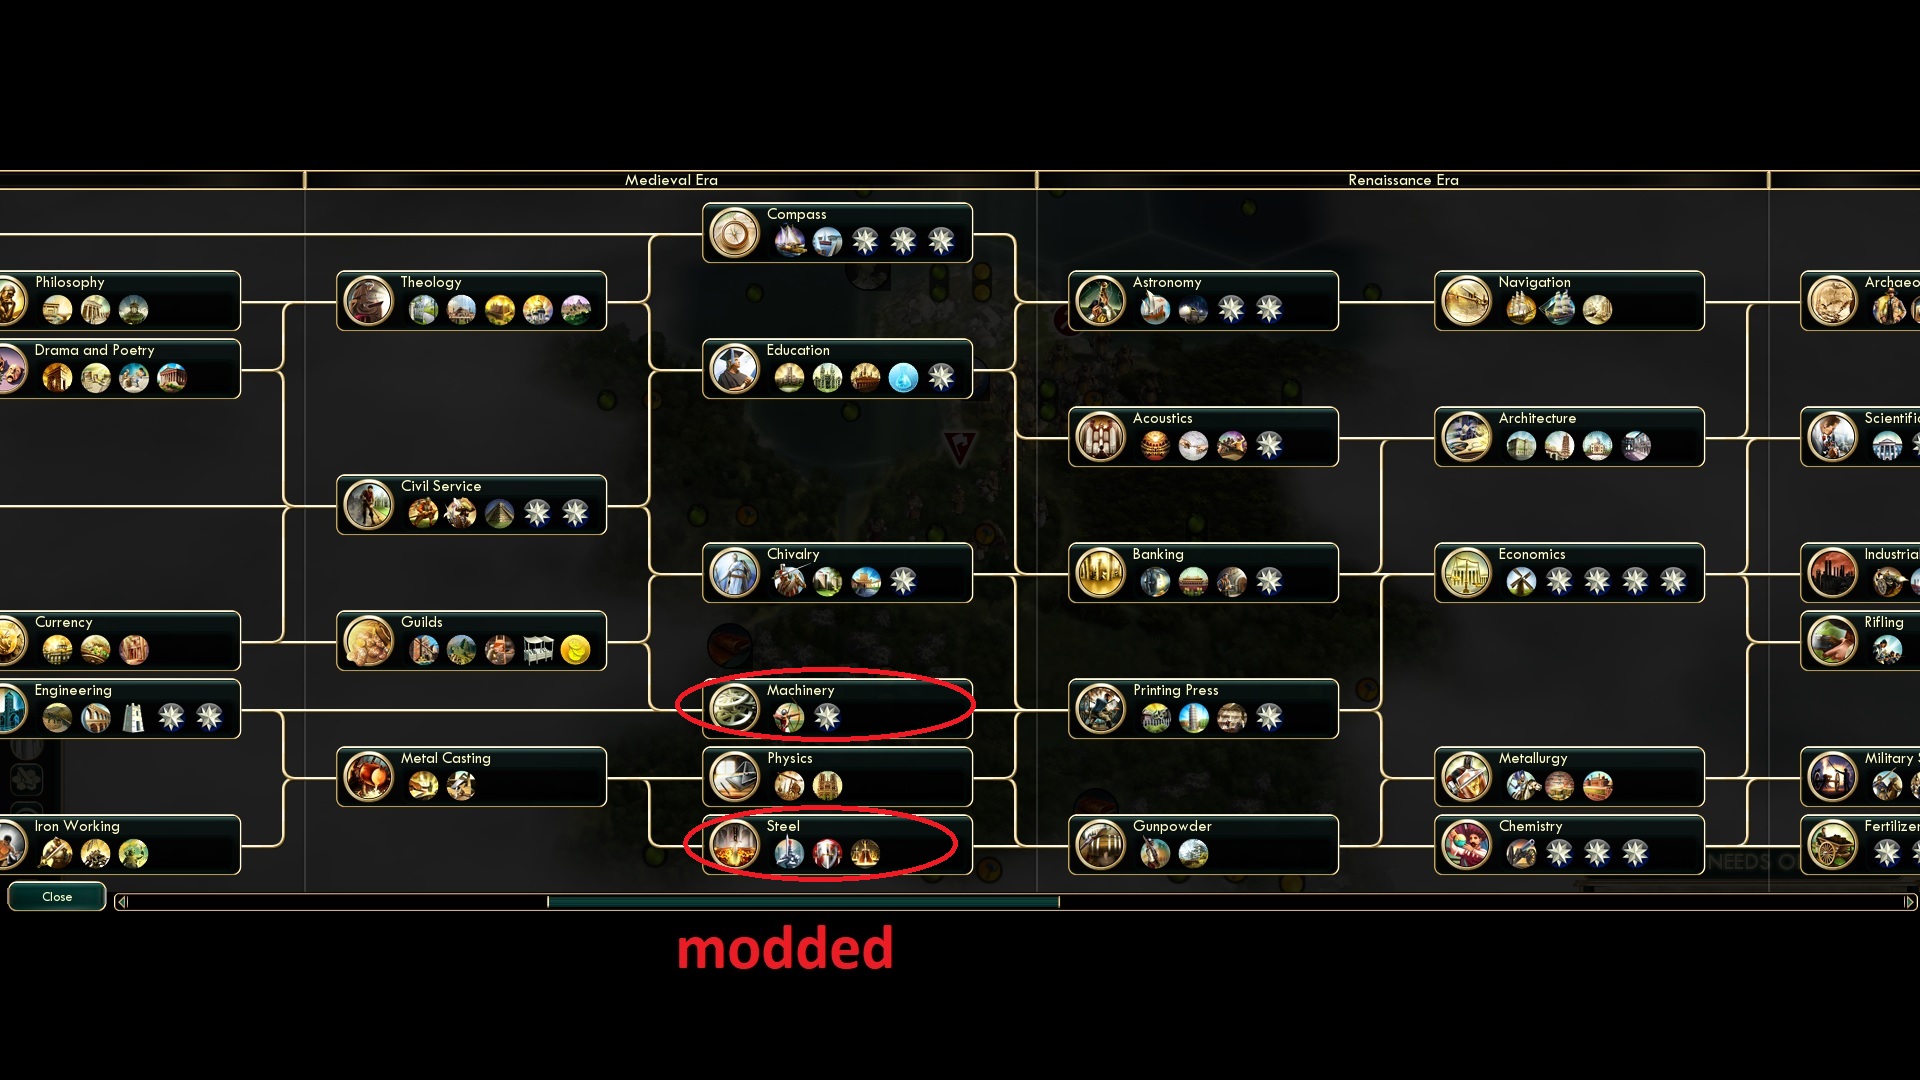 Medieval Era
Renaissance Era
Compass
Philosophy
Theology
Astronomy
Navigation
Archaeo
Drama and Poetry
Education
Acoustics
Architecture
Scientific
Civil Service
Chivalry
Banking
Economics
Industria
Currency
Guilds
Rifling
Engineering
Machinery
Printing Press
Metal Casting
Physics
Metallurgy
Military S
Iron Working
Steel
Gunpowder
Chemistry
Fertilizer
NEEDS O
Close
modded